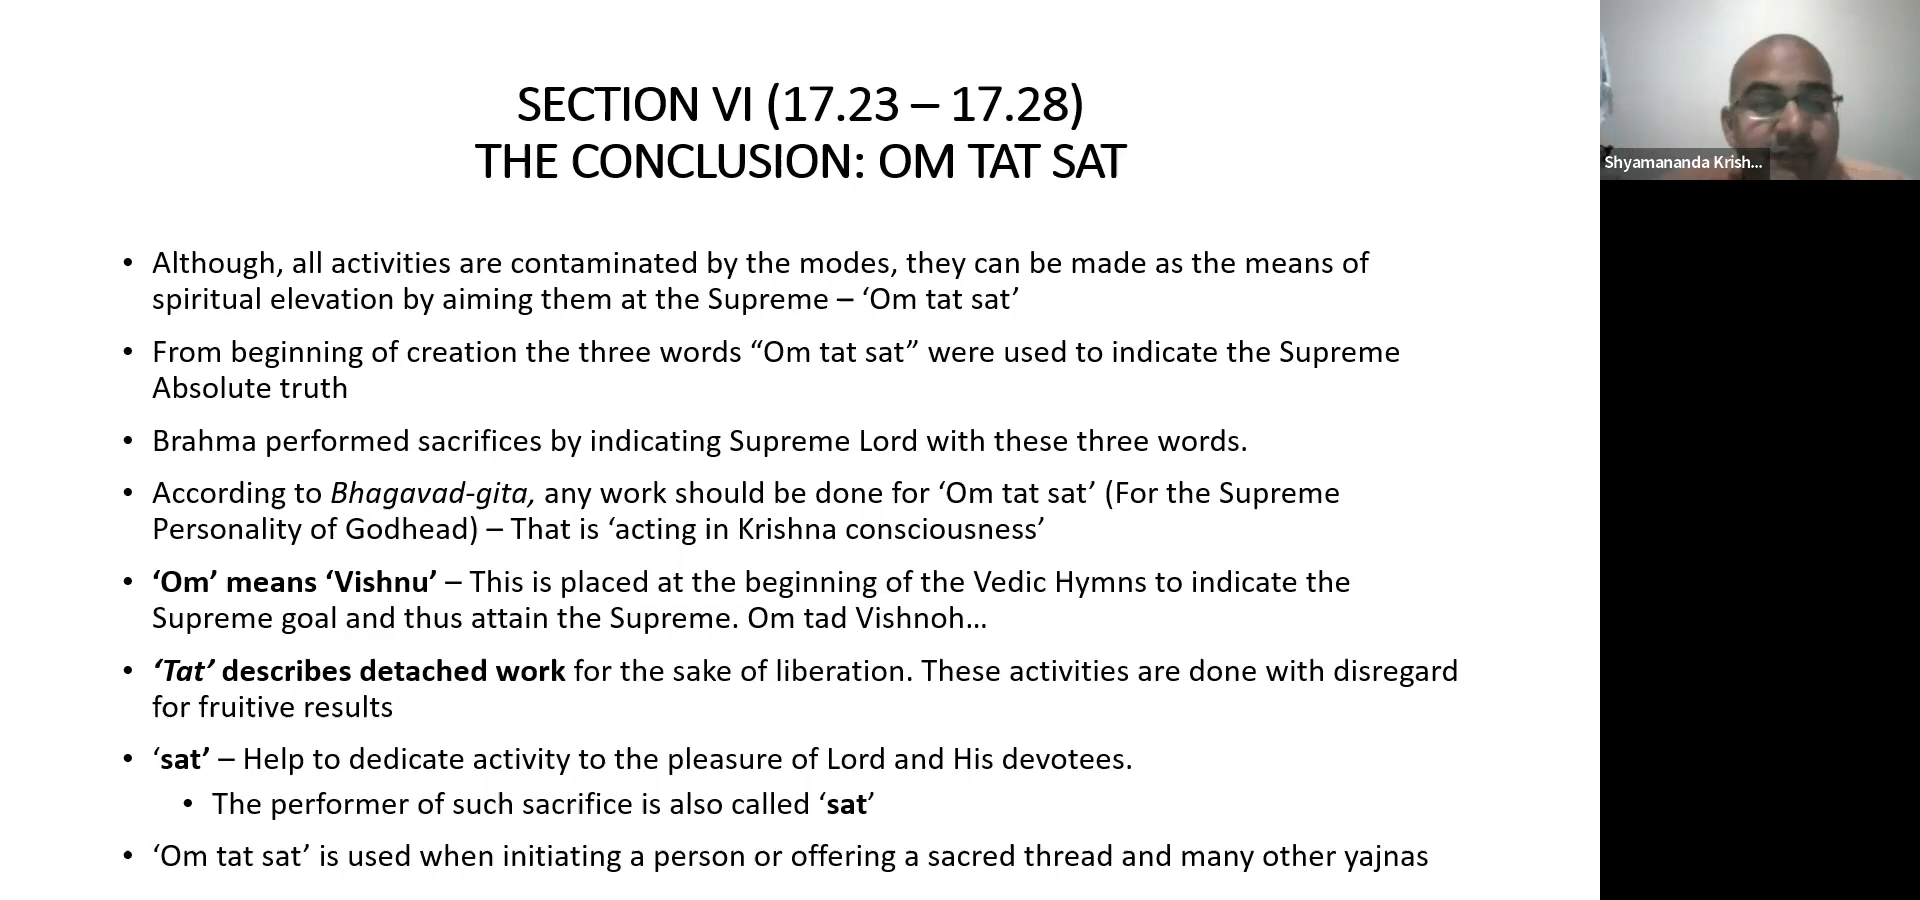 SECTION VI (17.23 – 17.28)
THE CONCLUSION: OM TAT SAT
• Although, all activities are contaminated by the modes, they can be made as the means of
spiritual elevation by aiming them at the Supreme – ‘Om tat sat’
• From beginning of creation the three words “Om tat sat” were used to indicate the Supreme
Absolute truth
• Brahma performed sacrifices by indicating Supreme Lord with these three words.
• According to Bhagavad-gita, any work should be done for ‘Om tat sat’ (For the Supreme
Personality of Godhead) – That is ‘acting in Krishna consciousness’
• ‘Om’ means ‘Vishnu’ – This is placed at the beginning of the Vedic Hymns to indicate the
Supreme goal and thus attain the Supreme. Om tad Vishnoh…
• ‘Tat’ describes detached work for the sake of liberation. These activities are done with disregard
for fruitive results
• ‘sat’ – Help to dedicate activity to the pleasure of Lord and His devotees.
• The performer of such sacrifice is also called ‘sat’
• ‘Om tat sat’ is used when initiating a person or offering a sacred thread and many other yajnas
Shyamananda Krish...